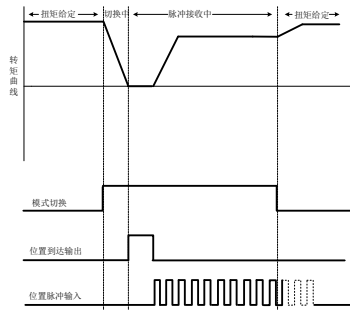 扭矩给定
切换中
脉冲接收中
扭矩给定
转矩曲线
模式切换
位置到达输出
位置脉冲输入